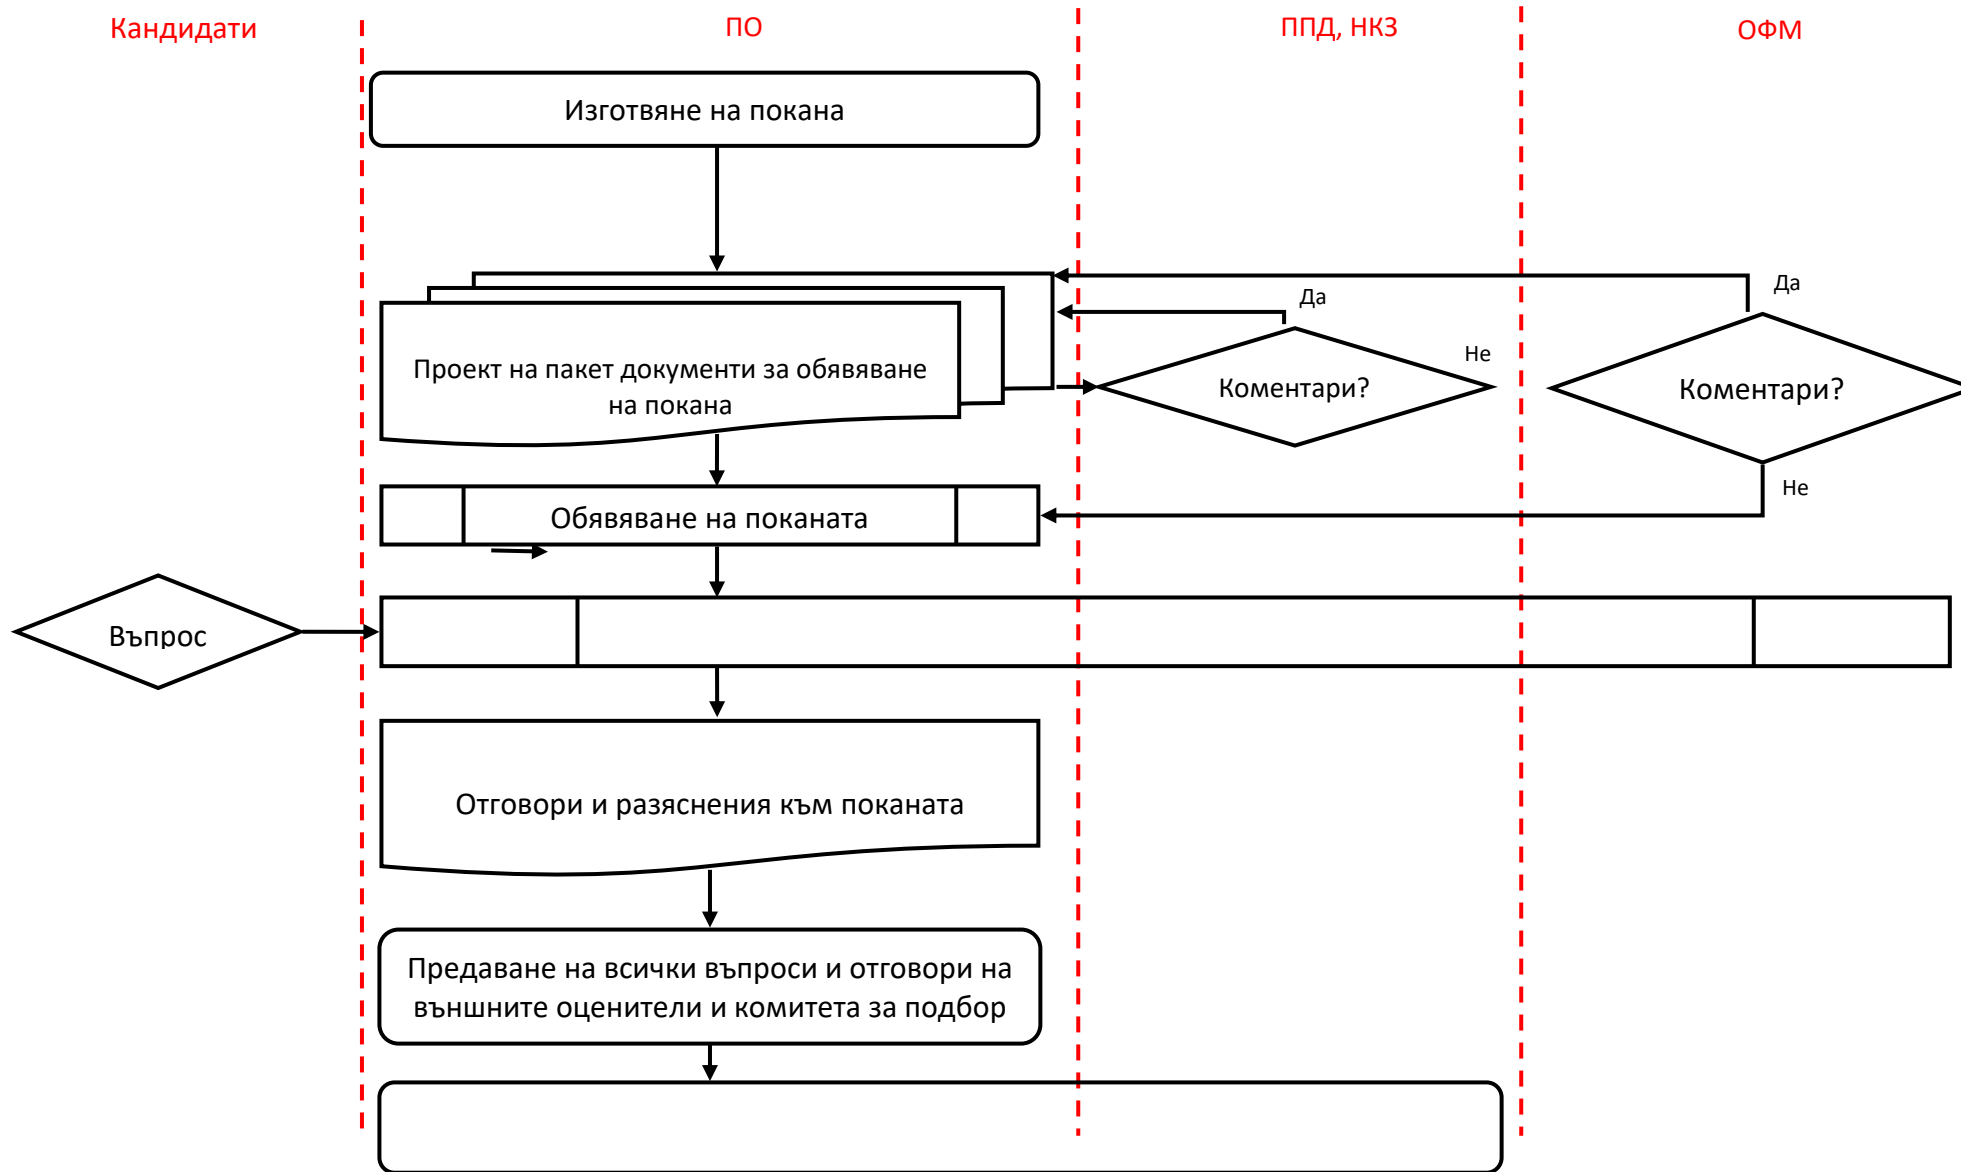 Кандидати
ПО
ППД, НКЗ
ОФМ
Изготвяне на покана
Да
Да
Не
Проект на пакет документи за обявяване
на покана
Коментари?
Коментари?
Не
Обявяване на поканата
Въпрос
Отговори и разяснения към поканата
Предаване на всички въпроси и отговори на
външните оценители и комитета за подбор